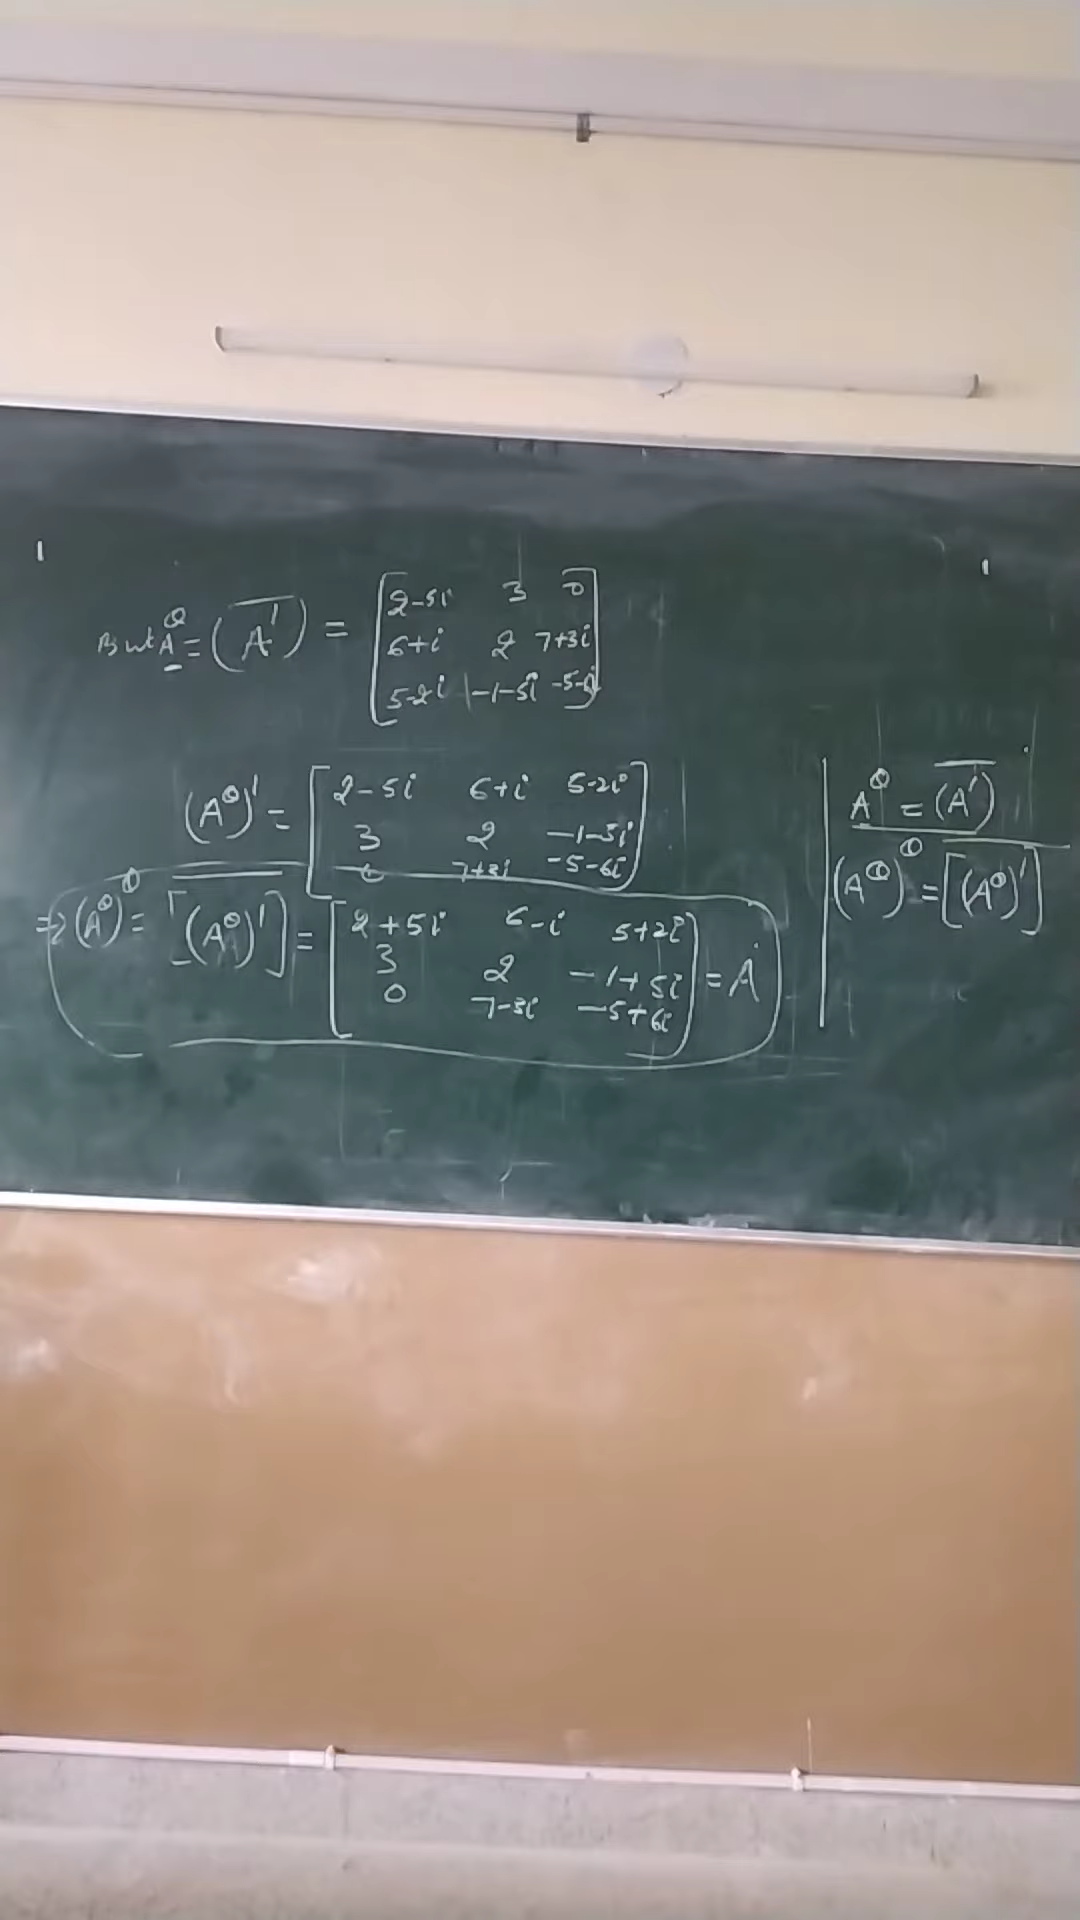 But A^θ = (A̅'̅) = [2-5i 3 0
6+i 2 7+3i
5-2i -1-5i -5-6i]
(A^θ)' = [2-5i 6+i 5-2i
3 2 -1-5i
0 7+3i -5-6i]
⇒ (A^θ)^θ = [(A^θ)'] = [2+5i 6-i 5+2i
3 2 -1+5i
0 7-3i -5+6i] = A
A^θ = (A')
(A^θ)^θ = [(A^θ)']